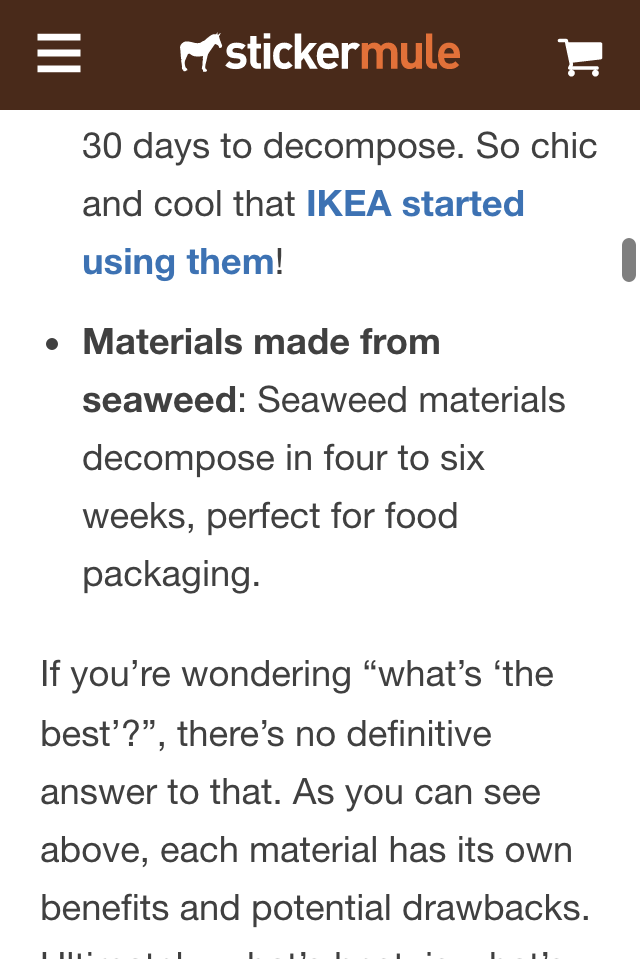 stickermule
30 days to decompose. So chic
and cool that IKEA started
using them!
• Materials made from
seaweed: Seaweed materials
decompose in four to six
weeks, perfect for food
packaging.
If you’re wondering “what’s ‘the
best’?”, there’s no definitive
answer to that. As you can see
above, each material has its own
benefits and potential drawbacks.